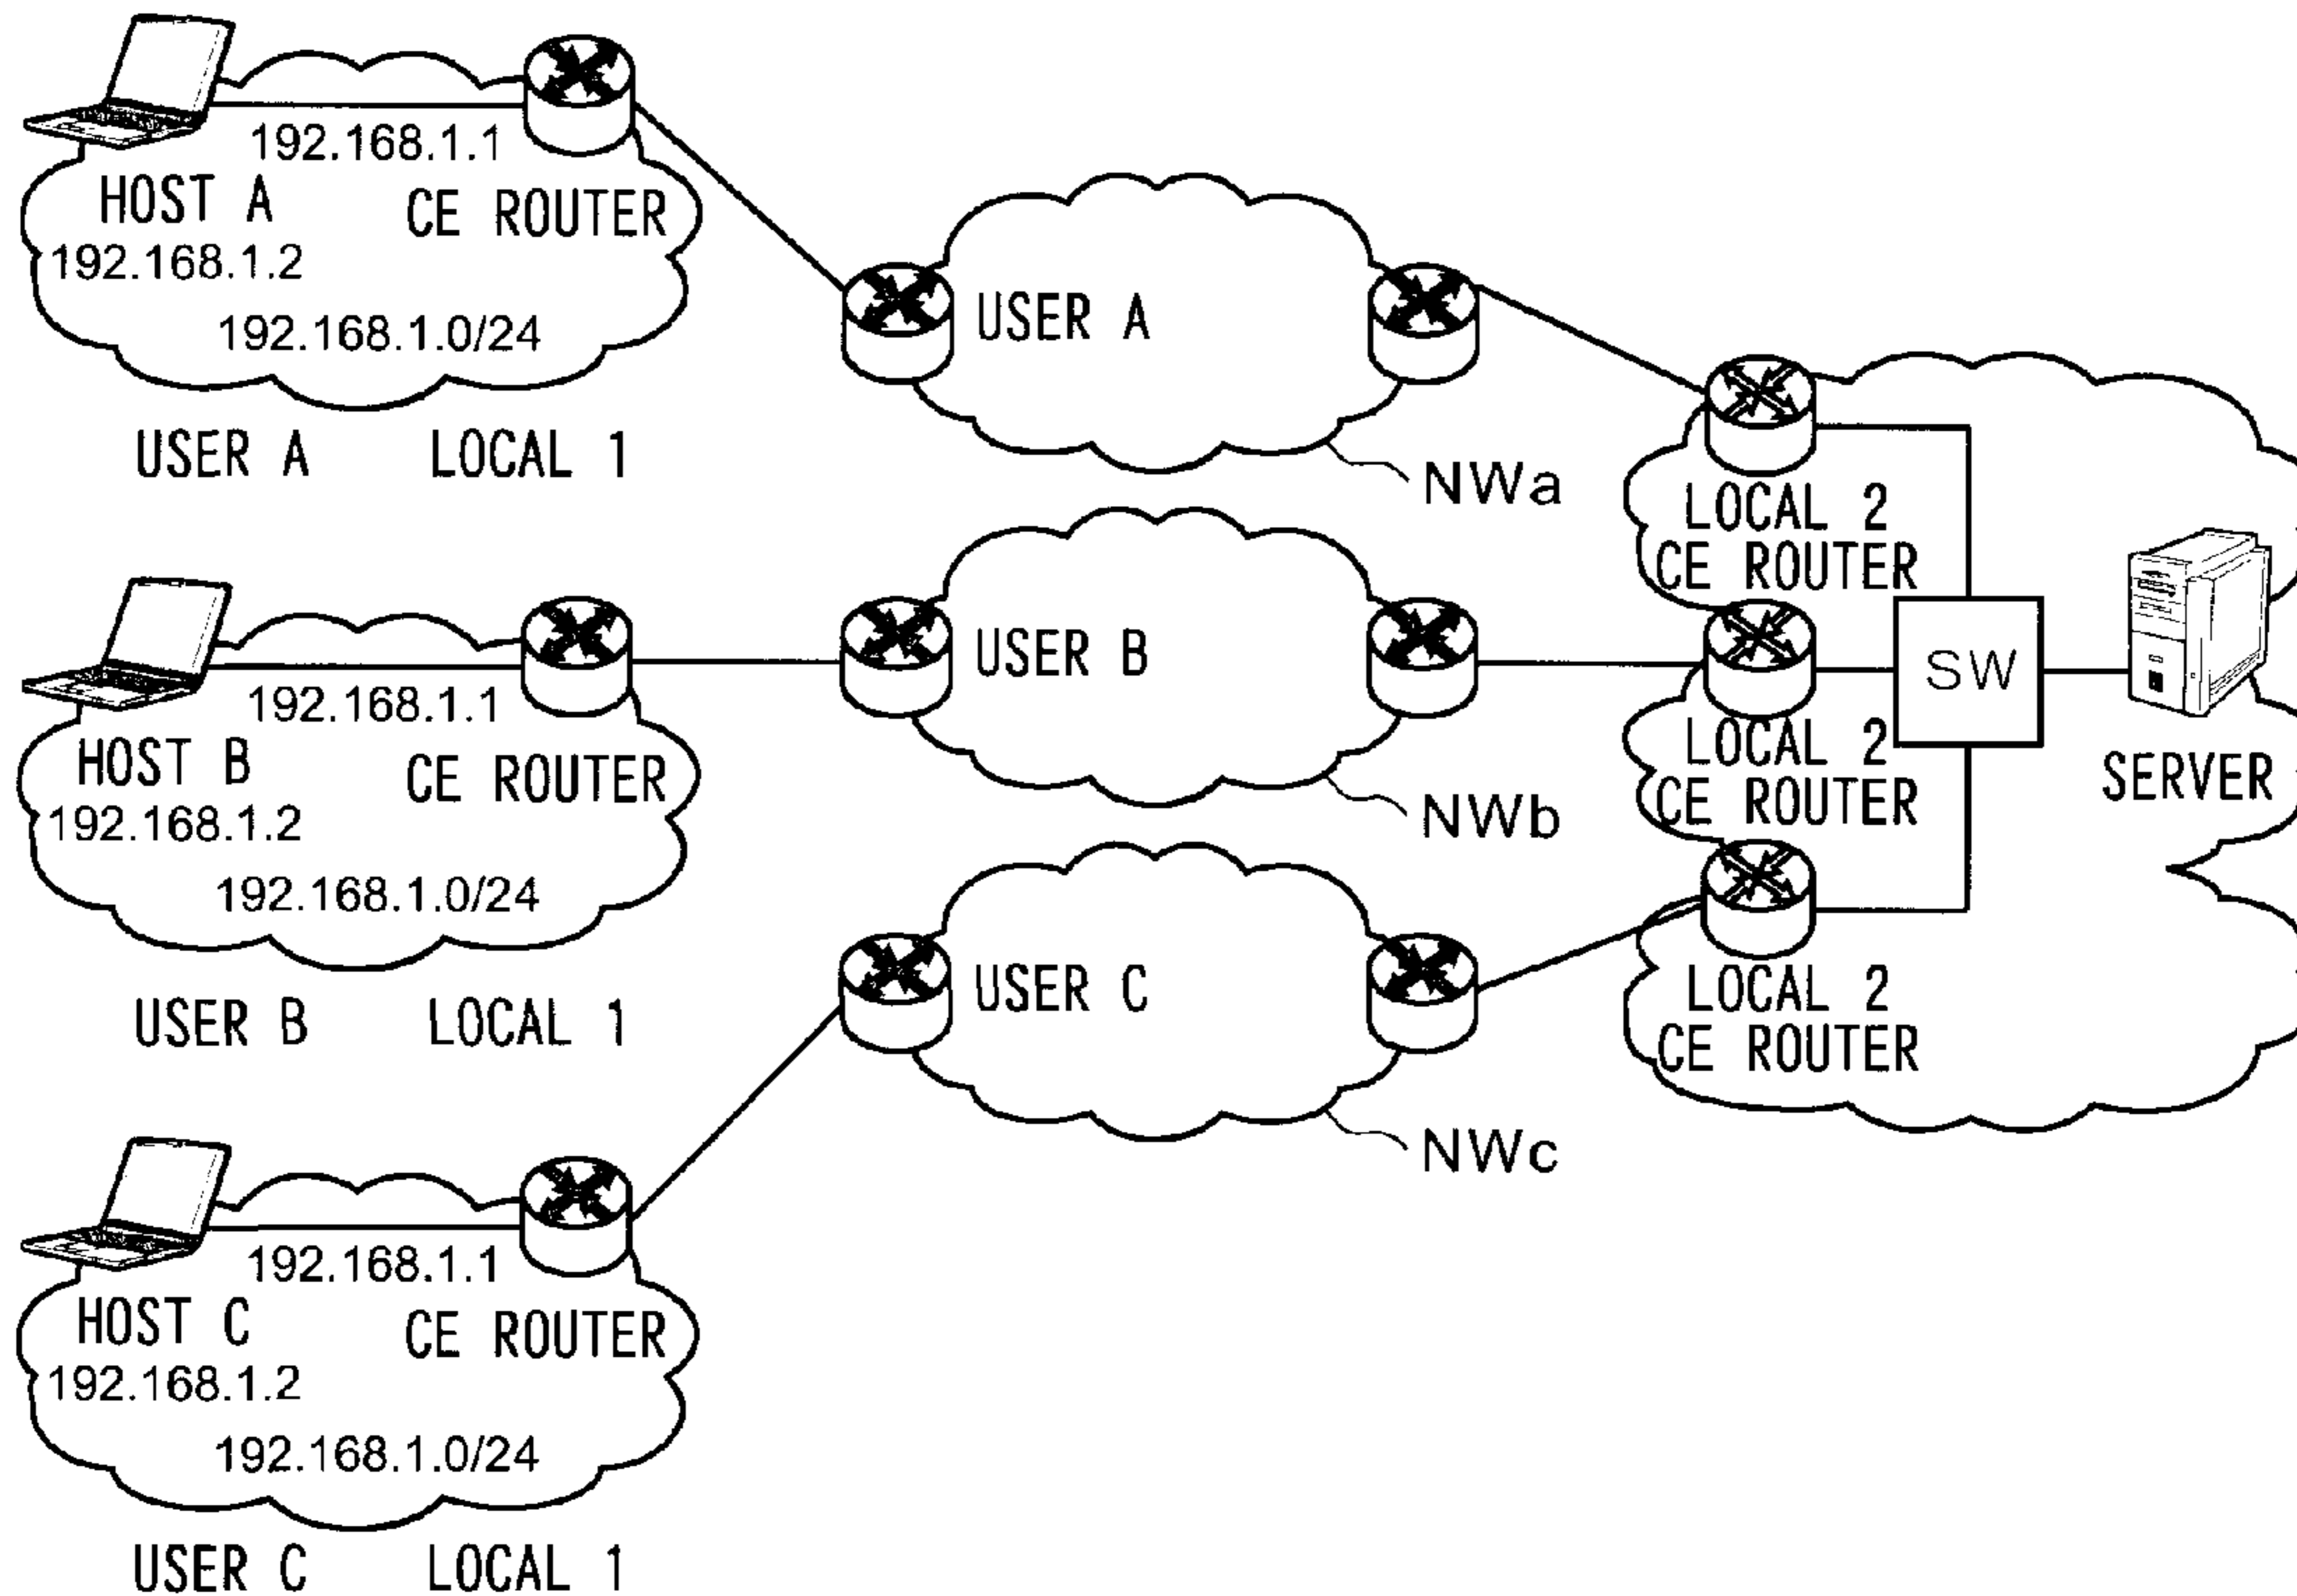 192.168.1.1
HOST A
CE ROUTER
192.168.1.2
192.168.1.0/24
USER A
LOCAL 1
USER A
NWa
LOCAL 2
CE ROUTER
192.168.1.1
HOST B
CE ROUTER
192.168.1.2
192.168.1.0/24
USER B
LOCAL 1
USER B
NWb
LOCAL 2
CE ROUTER
SW
SERVER
USER C
NWc
LOCAL 2
CE ROUTER
192.168.1.1
HOST C
CE ROUTER
192.168.1.2
192.168.1.0/24
USER C
LOCAL 1